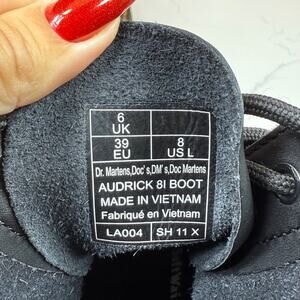 6
UK
39
EU
8
US L
Dr. Martens,Doc's,DM's,Doc Martens
AUDRICK 8I BOOT
MADE IN VIETNAM
Fabriqué en Vietnam
LA004
SH 11 X